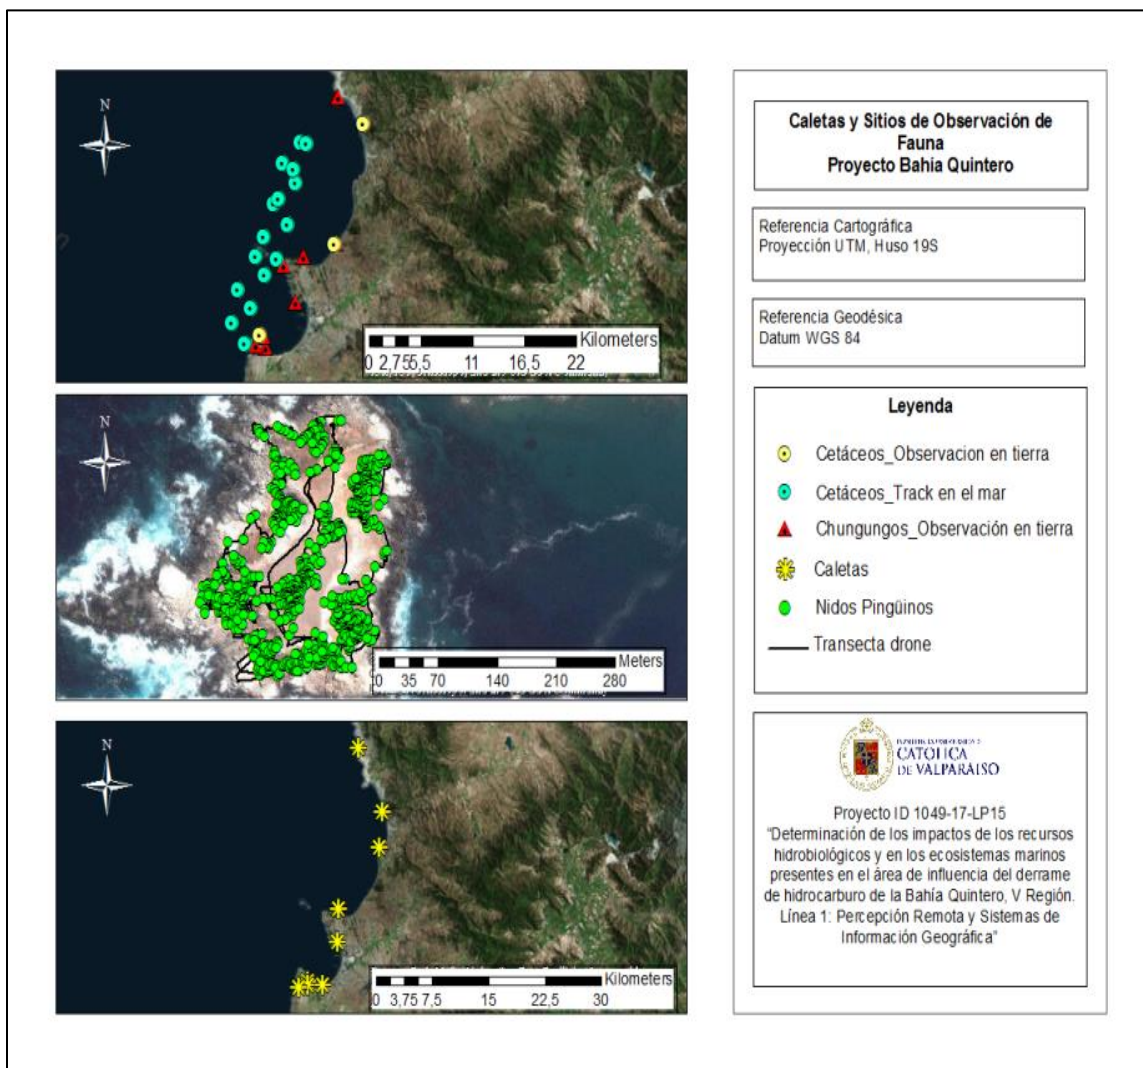 N
Kilometers
0 2,75 5,5 11 16,5 22
N
Meters
0 35 70 140 210 280
N
Kilometers
0 3,75 7,5 15 22,5 30
Caletas y Sitios de Observación de
Fauna
Proyecto Bahía Quintero
Referencia Cartográfica
Proyección UTM, Huso 19S
Referencia Geodésica
Datum WGS 84
Leyenda
Cetáceos_Observacion en tierra
Cetáceos_Track en el mar
Chungungos_Observación en tierra
Caletas
Nidos Pingüinos
Transecta drone
CATOLICA
DE VALPARAISO
Proyecto ID 1049-17-LP15
"Determinación de los impactos de los recursos
hidrobiológicos y en los ecosistemas marinos
presentes en el área de influencia del derrame
de hidrocarburo de la Bahía Quintero, V Región.
Línea 1: Percepción Remota y Sistemas de
Información Geográfica"